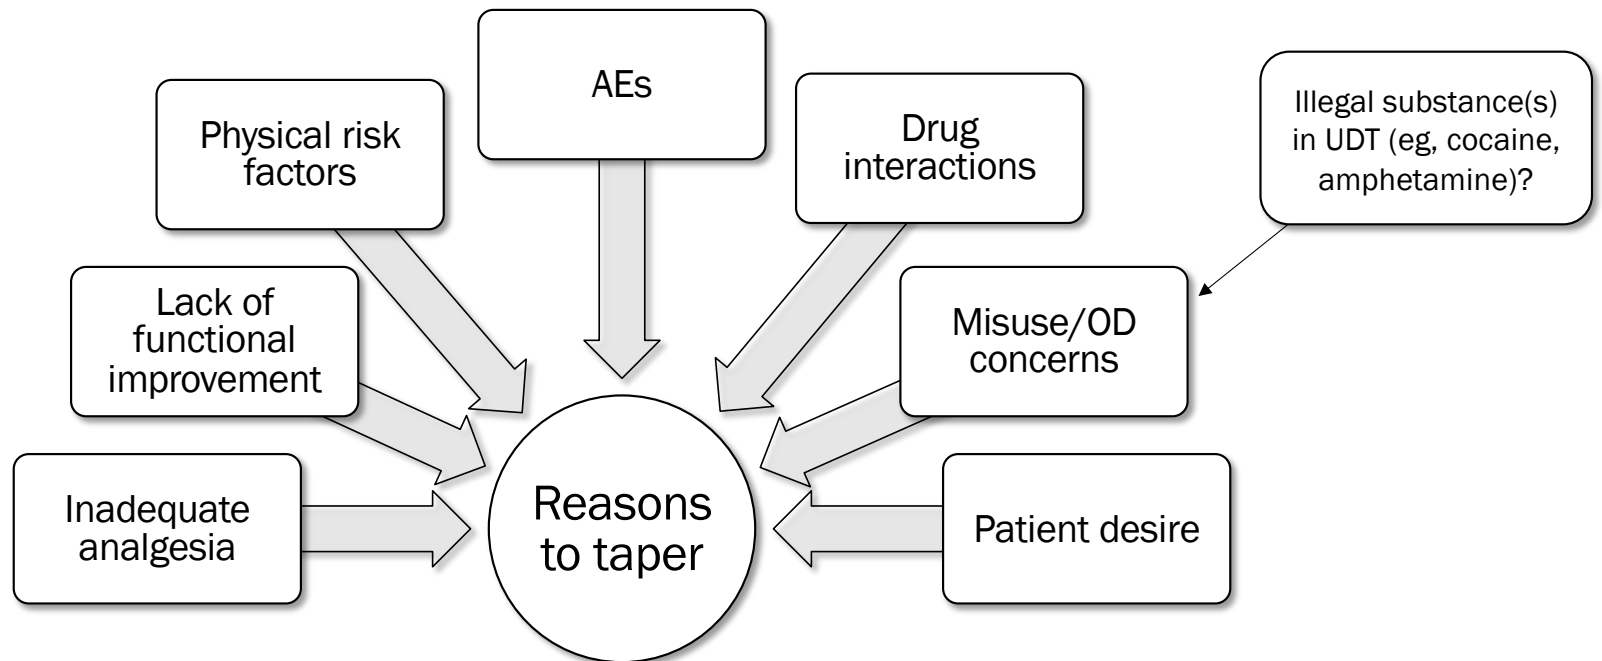 AEs
Physical risk
factors
Drug
interactions
Illegal substance(s)
in UDT (eg, cocaine,
amphetamine)?
Lack of
functional
improvement
Misuse/OD
concerns
Inadequate
analgesia
Reasons
to taper
Patient desire